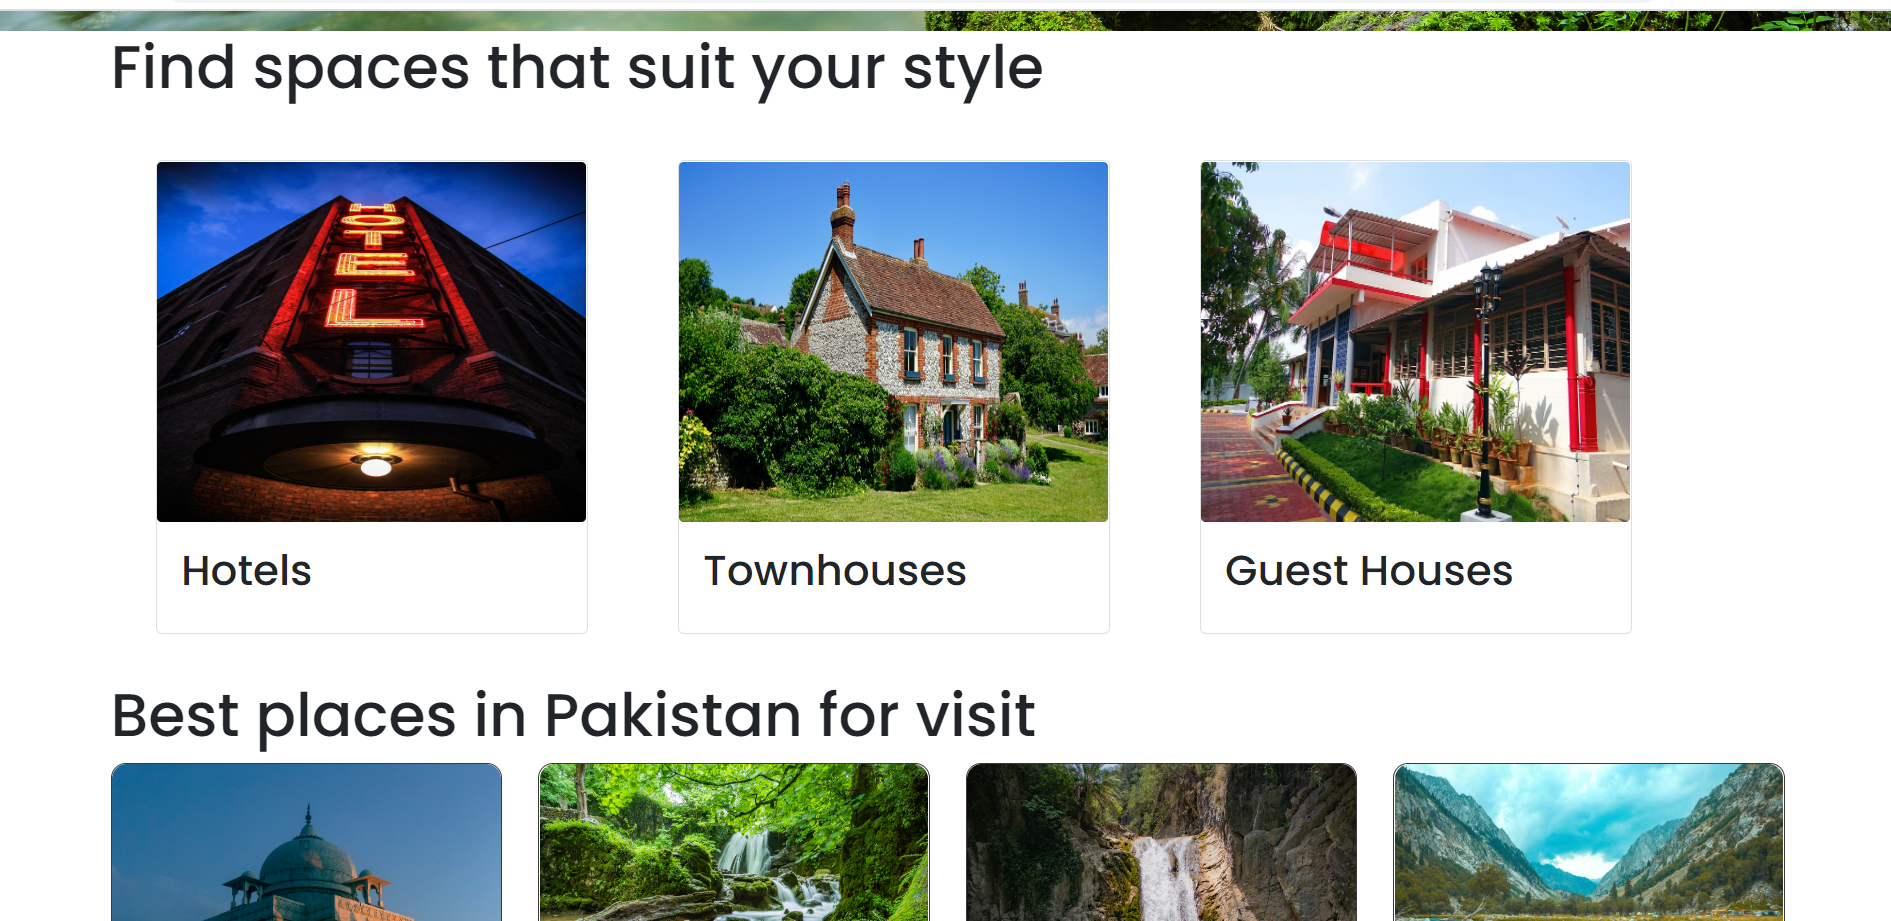 Find spaces that suit your style
HOTEL
Hotels
Townhouses
Guest Houses
Best places in Pakistan for visit